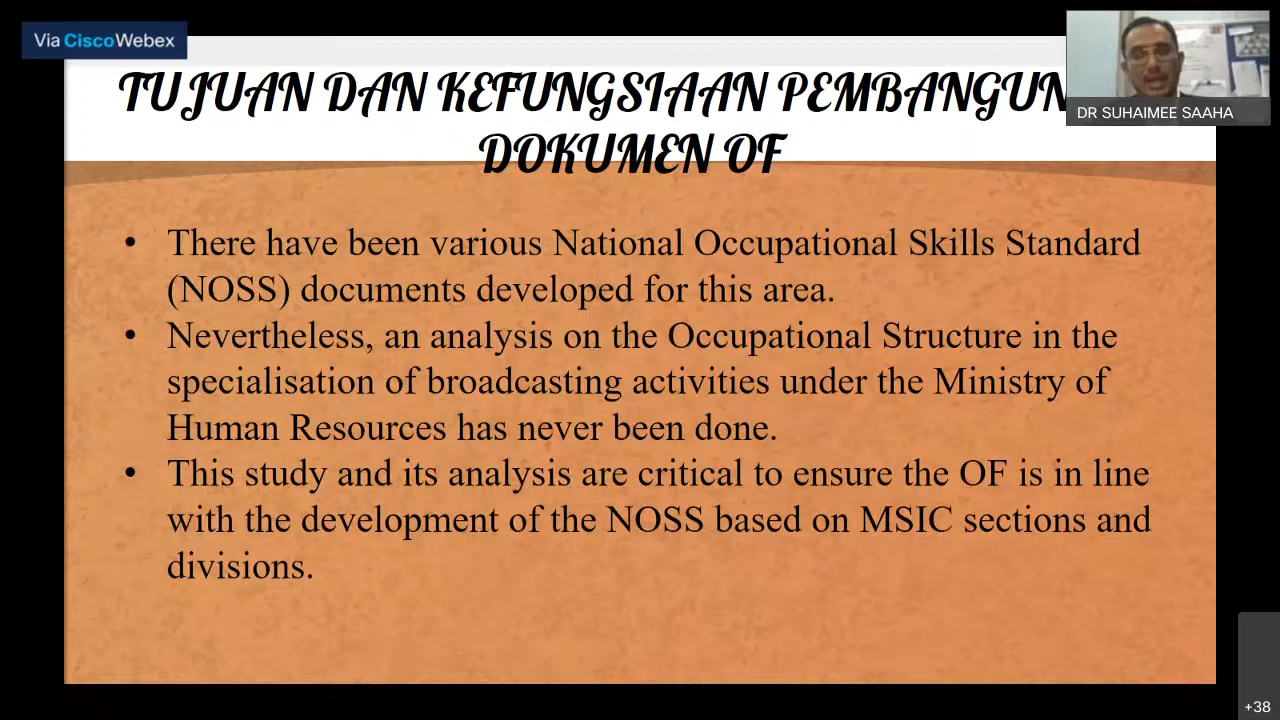 Via CiscoWebex
TUJUAN DAN KEFUNGSIAAN PEMBANGUN
DR SUHAIMEE SAAHA
DOKUMEN OF
• There have been various National Occupational Skills Standard
(NOSS) documents developed for this area.
• Nevertheless, an analysis on the Occupational Structure in the
specialisation of broadcasting activities under the Ministry of
Human Resources has never been done.
• This study and its analysis are critical to ensure the OF is in line
with the development of the NOSS based on MSIC sections and
divisions.
+38